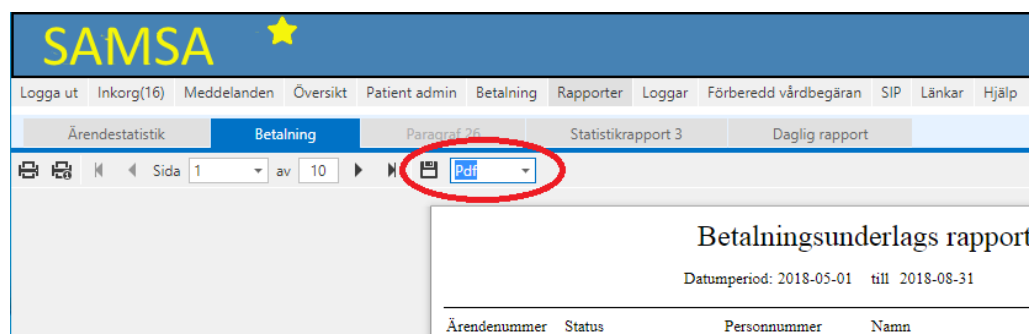 SAMSA
Logga ut Inkorg(16) Meddelanden Översikt Patient admin Betalning Rapporter Loggar Förberedd vårdbegäran SIP Länkar Hjälp
Ärendestatistik Betalning Paragraf 26 Statistikrapport 3 Daglig rapport
Sida 1 av 10 Pdf
Betalningsunderlags rapport
Datumperiod: 2018-05-01 till 2018-08-31
Ärendenummer Status Personnummer Namn